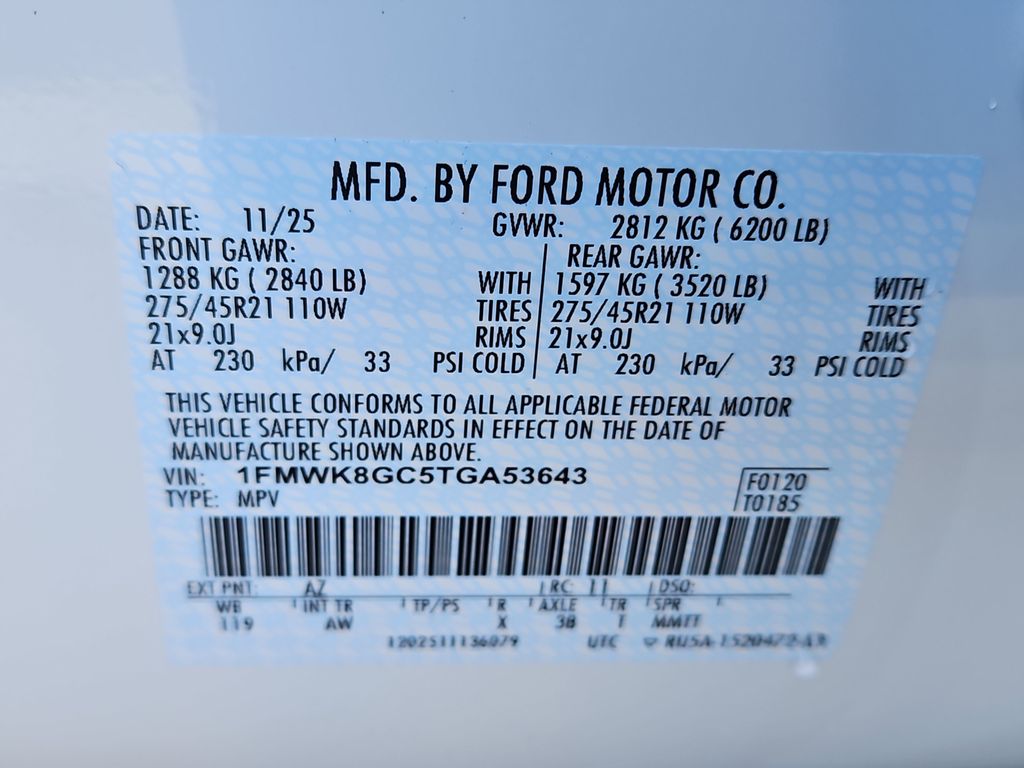 MFD. BY FORD MOTOR CO.
DATE: 11/25 GVWR: 2812 KG ( 6200 LB)
FRONT GAWR: REAR GAWR:
1288 KG ( 2840 LB) WITH 1597 KG ( 3520 LB) WITH
275/45R21 110W TIRES 275/45R21 110W TIRES
21x9.0J RIMS 21x9.0J RIMS
AT 230 kPa/ 33 PSI COLD AT 230 kPa/ 33 PSI COLD
THIS VEHICLE CONFORMS TO ALL APPLICABLE FEDERAL MOTOR
VEHICLE SAFETY STANDARDS IN EFFECT ON THE DATE OF
MANUFACTURE SHOWN ABOVE.
VIN: 1FMWK8GC5TGA53643 F0120
TYPE: MPV T0185
EXT PNT: AZ RC: 11 DSO:
WB INT TR TP/PS R AXLE TR SPR
119 AW X 3B T
1202511136079 UTC